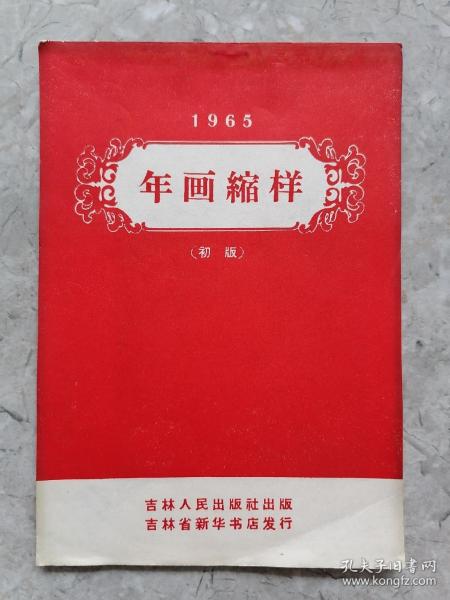 1965
年画縮样
（初版）
吉林人民出版社出版
吉林省新华书店发行
孔夫子旧书网
www.kongfz.com